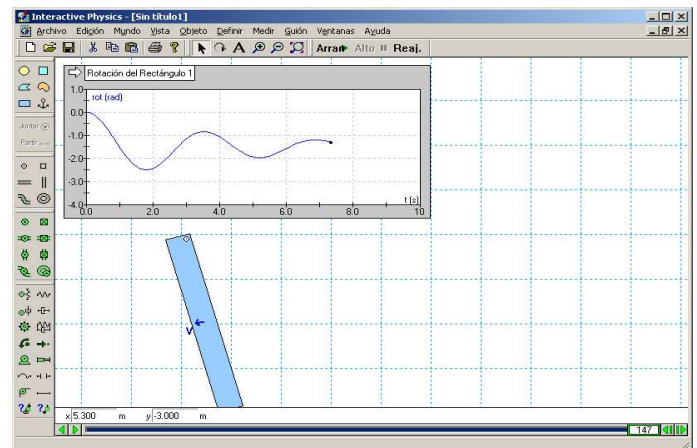 Interactive Physics - [Sin título1]
Archivo Edición Mundo Vista Objeto Definir Medir Guión Ventanas Ayuda
A Arran Alto Reaj.
Rotación del Rectángulo 1
rot (rad)
1.0
0.0
-1.0
-2.0
-3.0
-4.0
0.0 2.0 4.0 6.0 8.0 10
t (s)
Juntar
Partir
V
x 5.300 m y -3.000 m
147